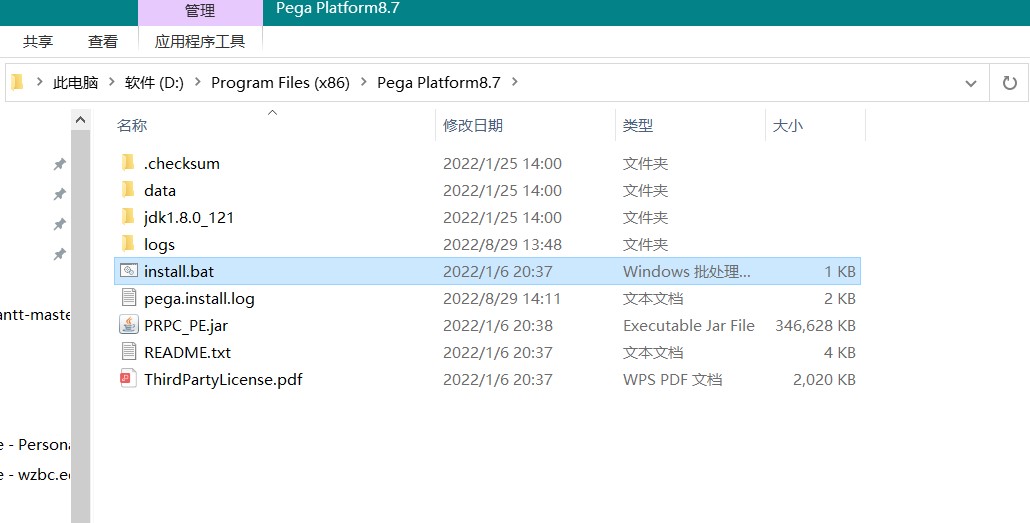 管理
Pega Platform8.7
共享
查看
应用程序工具
此电脑 软件 (D:) Program Files (x86) Pega Platform8.7
名称 修改日期 类型 大小
.checksum 2022/1/25 14:00 文件夹
data 2022/1/25 14:00 文件夹
jdk1.8.0_121 2022/1/25 14:00 文件夹
logs 2022/8/29 13:48 文件夹
install.bat 2022/1/6 20:37 Windows 批处理... 1 KB
pega.install.log 2022/8/29 14:11 文本文档 2 KB
PRPC_PE.jar 2022/1/6 20:38 Executable Jar File 346,628 KB
README.txt 2022/1/6 20:37 文本文档 4 KB
ThirdPartyLicense.pdf 2022/1/6 20:37 WPS PDF 文档 2,020 KB
antt-maste
e - Persona
e - wzbc.e